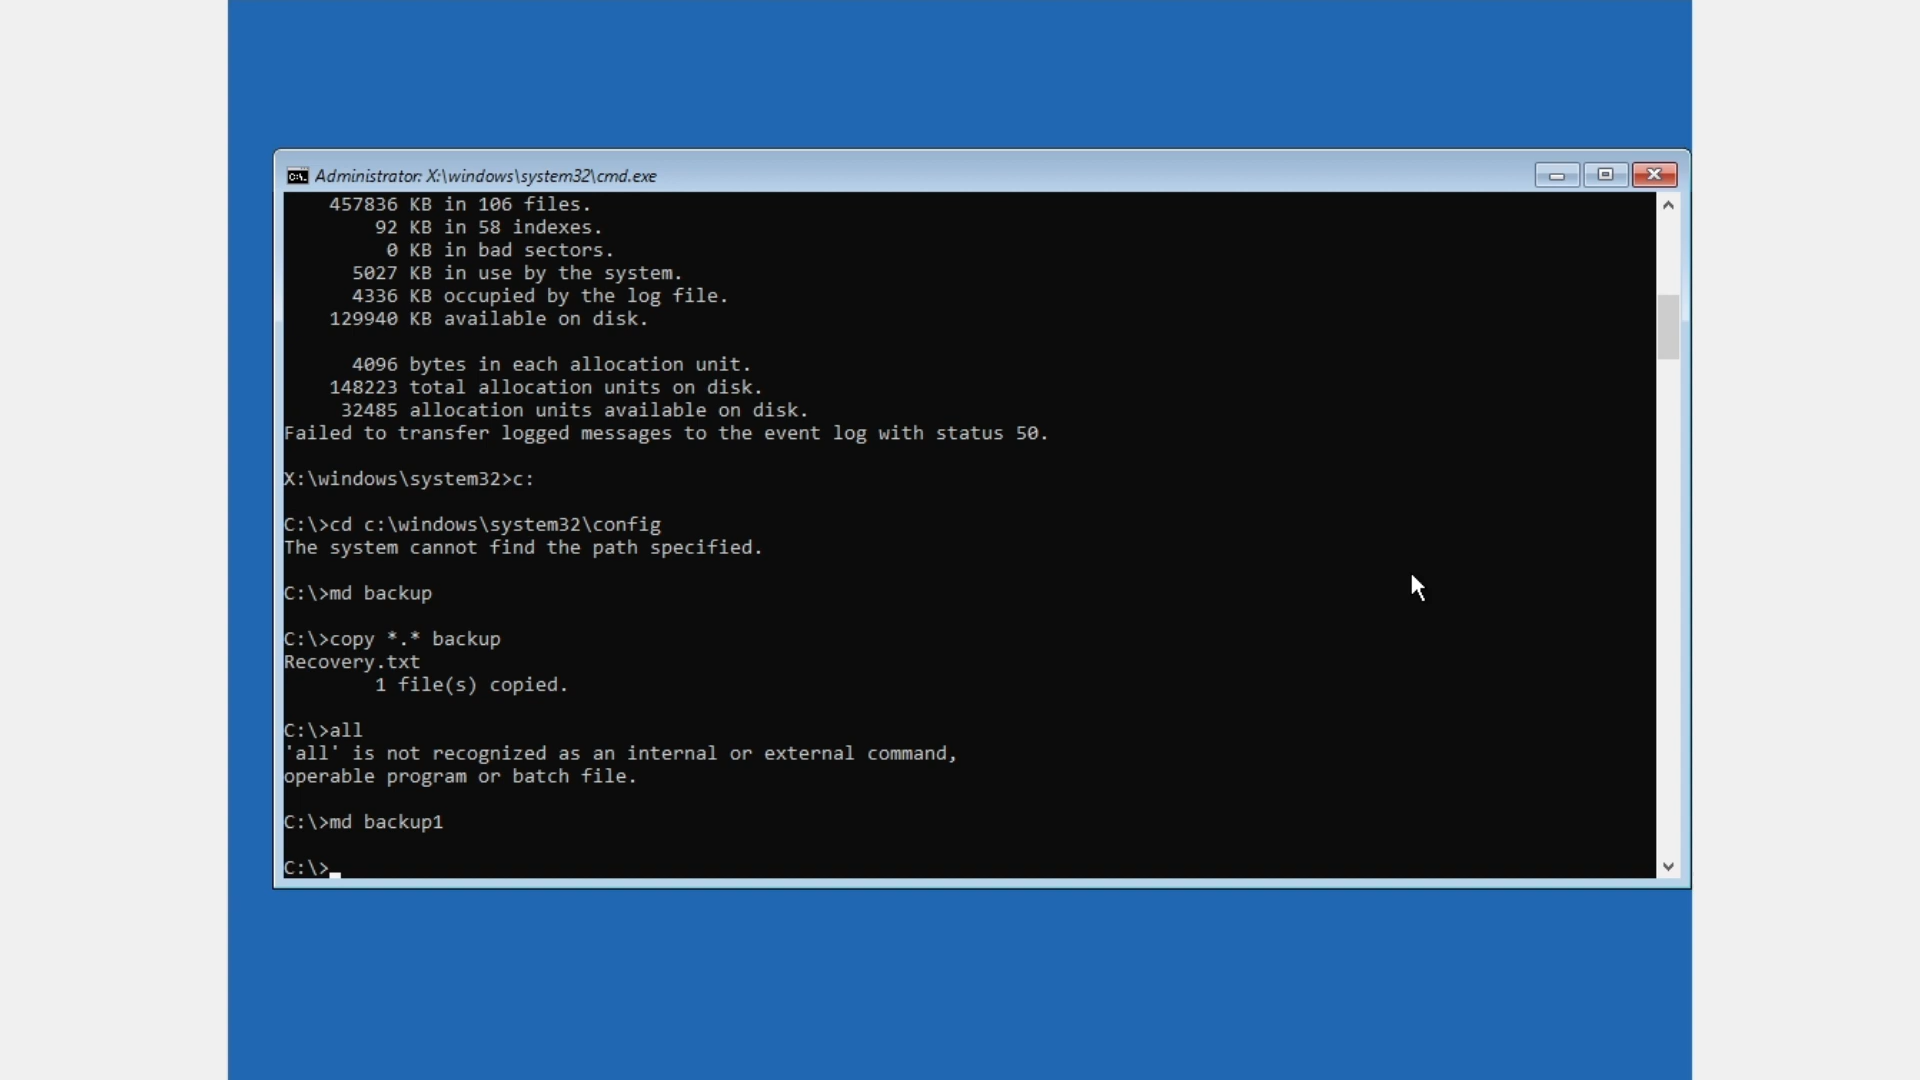 Administrator: X:\windows\system32\cmd.exe
457836 KB in 106 files.
92 KB in 58 indexes.
0 KB in bad sectors.
5027 KB in use by the system.
4336 KB occupied by the log file.
129940 KB available on disk.
4096 bytes in each allocation unit.
148223 total allocation units on disk.
32485 allocation units available on disk.
Failed to transfer logged messages to the event log with status 50.
X:\windows\system32>c:
C:\>cd c:\windows\system32\config
The system cannot find the path specified.
C:\>md backup
C:\>copy *.* backup
Recovery.txt
1 file(s) copied.
C:\>all
'all' is not recognized as an internal or external command,
operable program or batch file.
C:\>md backup1
C:\>